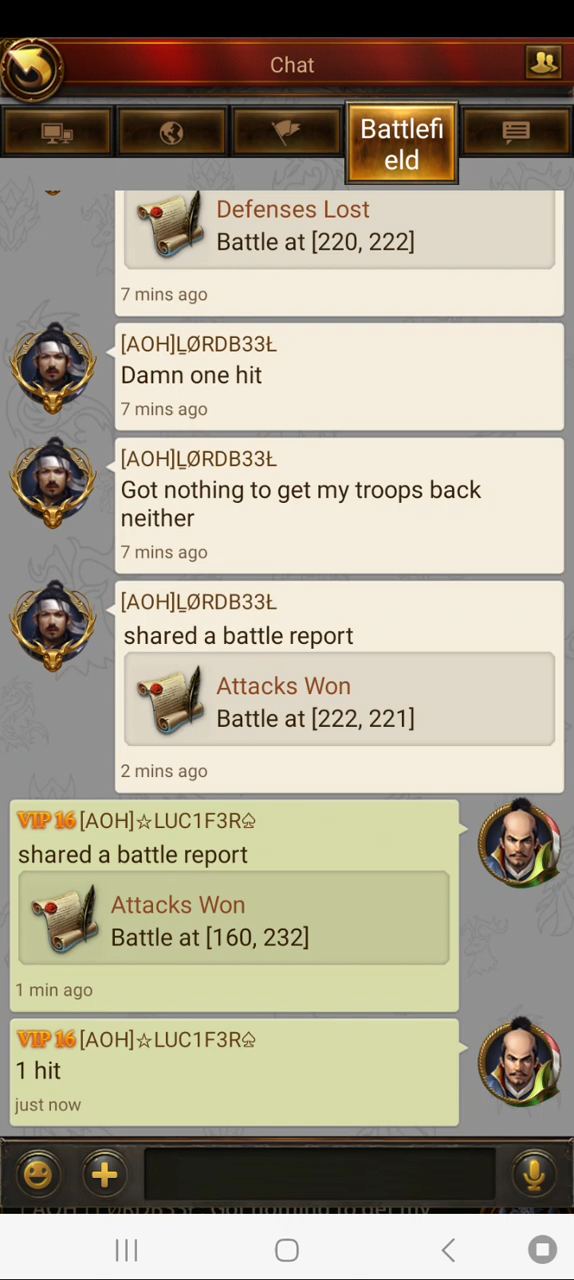 Chat
Battlefi
eld
Defenses Lost
Battle at [220, 222]
7 mins ago
[AOH]ĻØRDB33Ł
Damn one hit
7 mins ago
[AOH]ĻØRDB33Ł
Got nothing to get my troops back
neither
7 mins ago
[AOH]ĻØRDB33Ł
shared a battle report
Attacks Won
Battle at [222, 221]
2 mins ago
VIP 16 [AOH]☆LUC1F3R♤
shared a battle report
Attacks Won
Battle at [160, 232]
1 min ago
VIP 16 [AOH]☆LUC1F3R♤
1 hit
just now